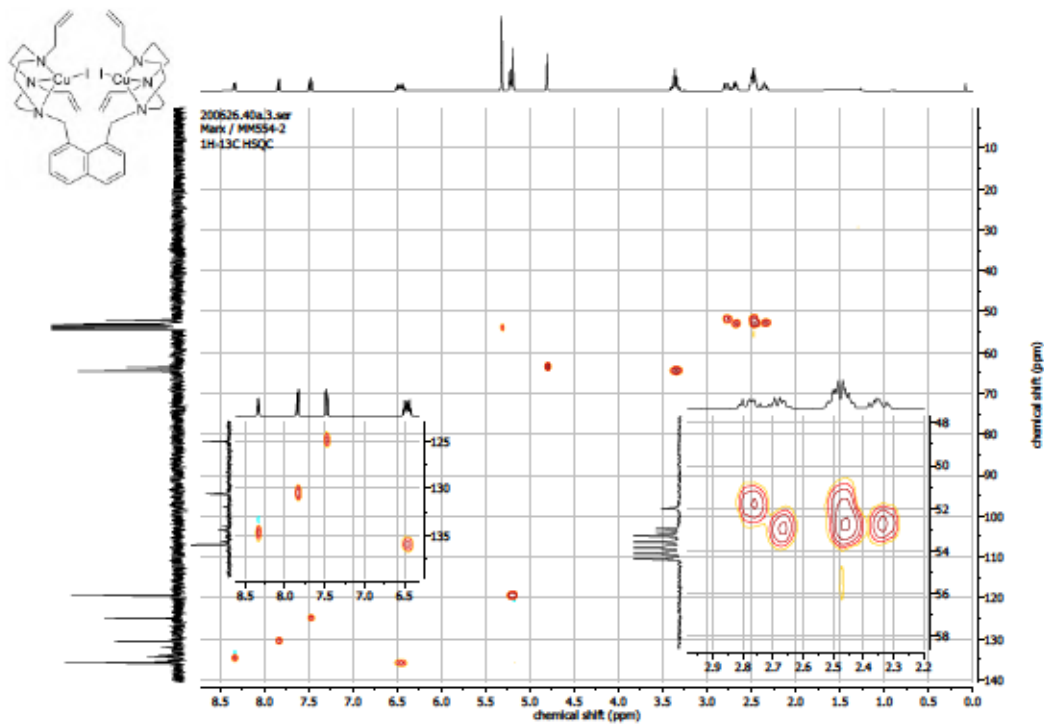 N Cu I I Cu N
N N
N N
200626.40a.3.ser
Mark / MM554-2
1H-13C HSQC
10
20
30
40
50
60
70
80
90
100
110
120
130
140
chemical shift (ppm)
125
130
135
8.5 8.0 7.5 7.0 6.5
48
50
52
54
56
58
2.9 2.8 2.7 2.6 2.5 2.4 2.3 2.2
8.5 8.0 7.5 7.0 6.5 6.0 5.5 5.0 4.5 4.0 3.5 3.0 2.5 2.0 1.5 1.0 0.5 0.0
chemical shift (ppm)